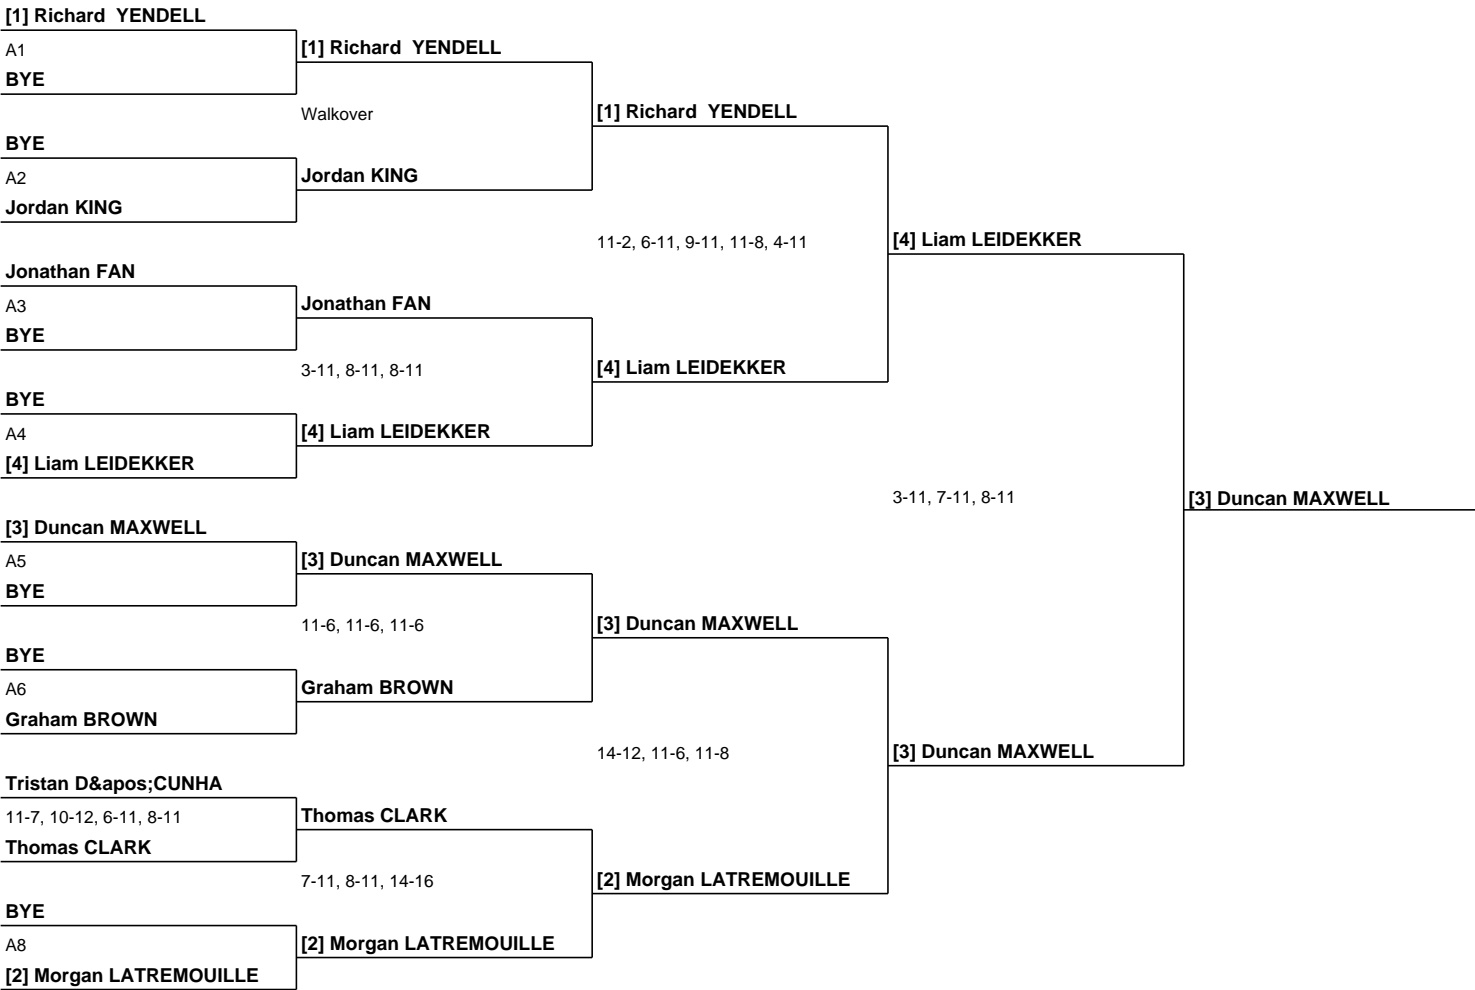 [1] Richard  YENDELL
A1
BYE
BYE
A2
Jordan KING
Jonathan FAN
A3
BYE
BYE
A4
[4] Liam LEIDEKKER
[3] Duncan MAXWELL
A5
BYE
BYE
A6
Graham BROWN
Tristan D&apos;CUNHA
11-7, 10-12, 6-11, 8-11
Thomas CLARK
BYE
A8
[2] Morgan LATREMOUILLE
[1] Richard  YENDELL
Walkover
Jordan KING
Jonathan FAN
3-11, 8-11, 8-11
[4] Liam LEIDEKKER
[3] Duncan MAXWELL
11-6, 11-6, 11-6
Graham BROWN
Thomas CLARK
7-11, 8-11, 14-16
[2] Morgan LATREMOUILLE
[1] Richard  YENDELL
11-2, 6-11, 9-11, 11-8, 4-11
[4] Liam LEIDEKKER
[3] Duncan MAXWELL
14-12, 11-6, 11-8
[2] Morgan LATREMOUILLE
[4] Liam LEIDEKKER
3-11, 7-11, 8-11
[3] Duncan MAXWELL
[3] Duncan MAXWELL